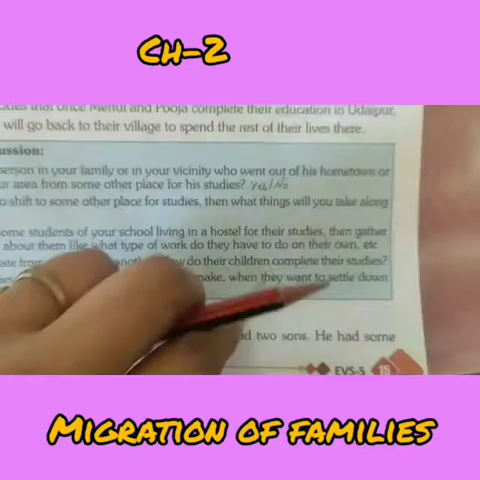 CH-2
that once Mehul and Pooja complete their education in Udaipur,
will go back to their village to spend the rest of their lives there.
ussion:
person in your family or in your vicinity who went out of his hometown or
ur area from some other place for his studies? Yes/No
o shift to some other place for studies, then what things will you take along
ome students of your school living in a hostel for their studies, then gather
about them like what type of work do they have to do on their own, etc
ate from do their children complete their studies?
make, when they want to settle down
ad two sons. He had some
EVS-5 15
MIGRATION OF FAMILIES